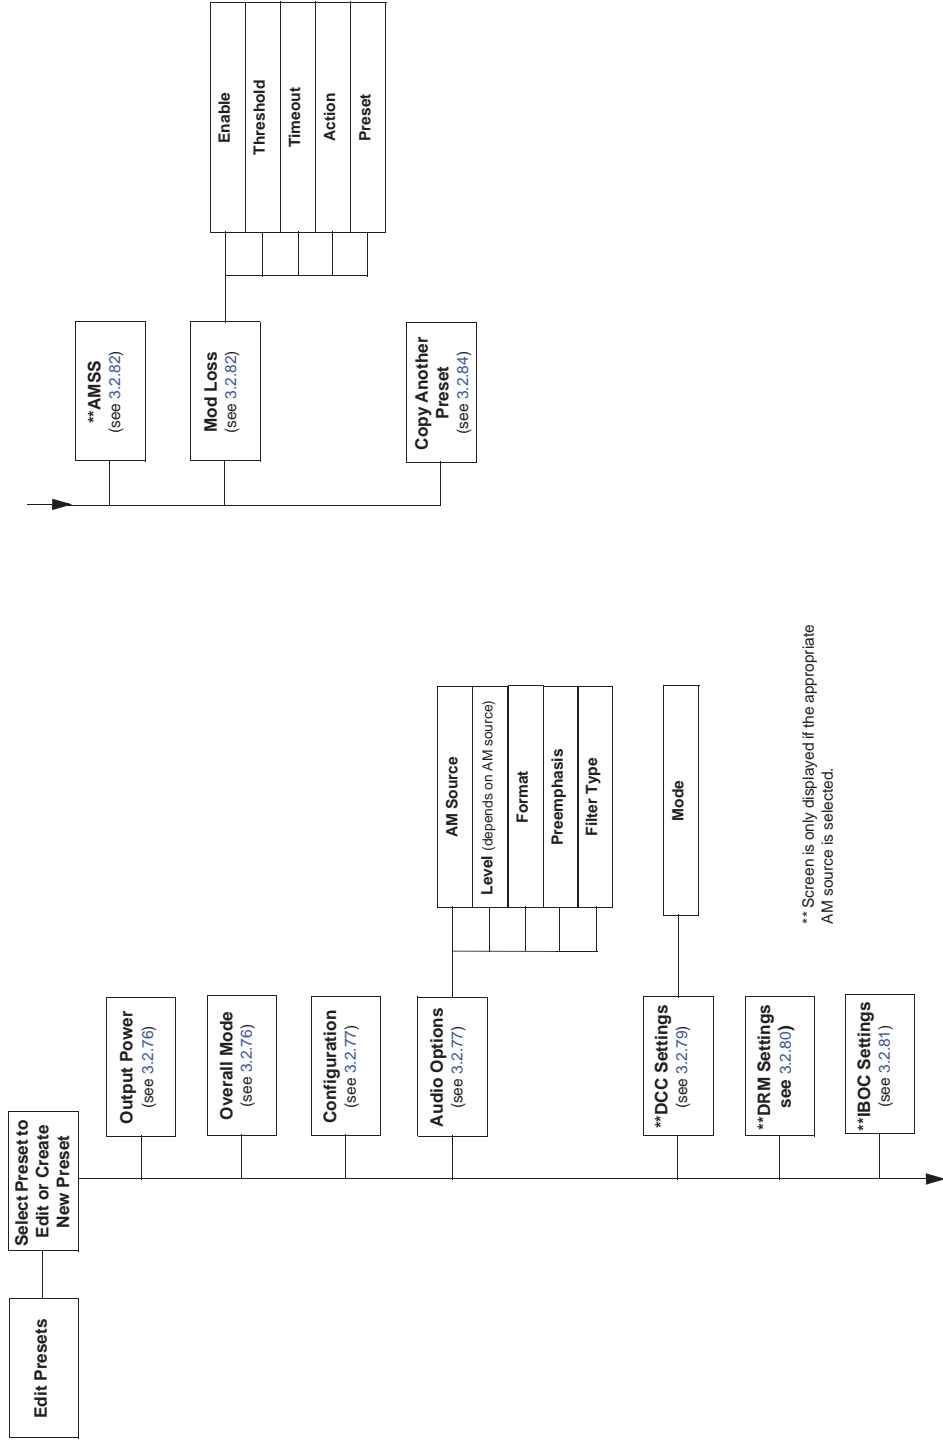 Edit Presets
Select Preset to
Edit or Create
New Preset
Output Power
(see 3.2.76)
Overall Mode
(see 3.2.76)
Configuration
(see 3.2.77)
Audio Options
(see 3.2.77)
AM Source
Level (depends on AM source)
Format
Preemphasis
Filter Type
**DCC Settings
(see 3.2.79)
Mode
**DRM Settings
see 3.2.80)
**IBOC Settings
(see 3.2.81)
** Screen is only displayed if the appropriate
AM source is selected.
**AMSS
(see 3.2.82)
Mod Loss
(see 3.2.82)
Enable
Threshold
Timeout
Action
Preset
Copy Another
Preset
(see 3.2.84)